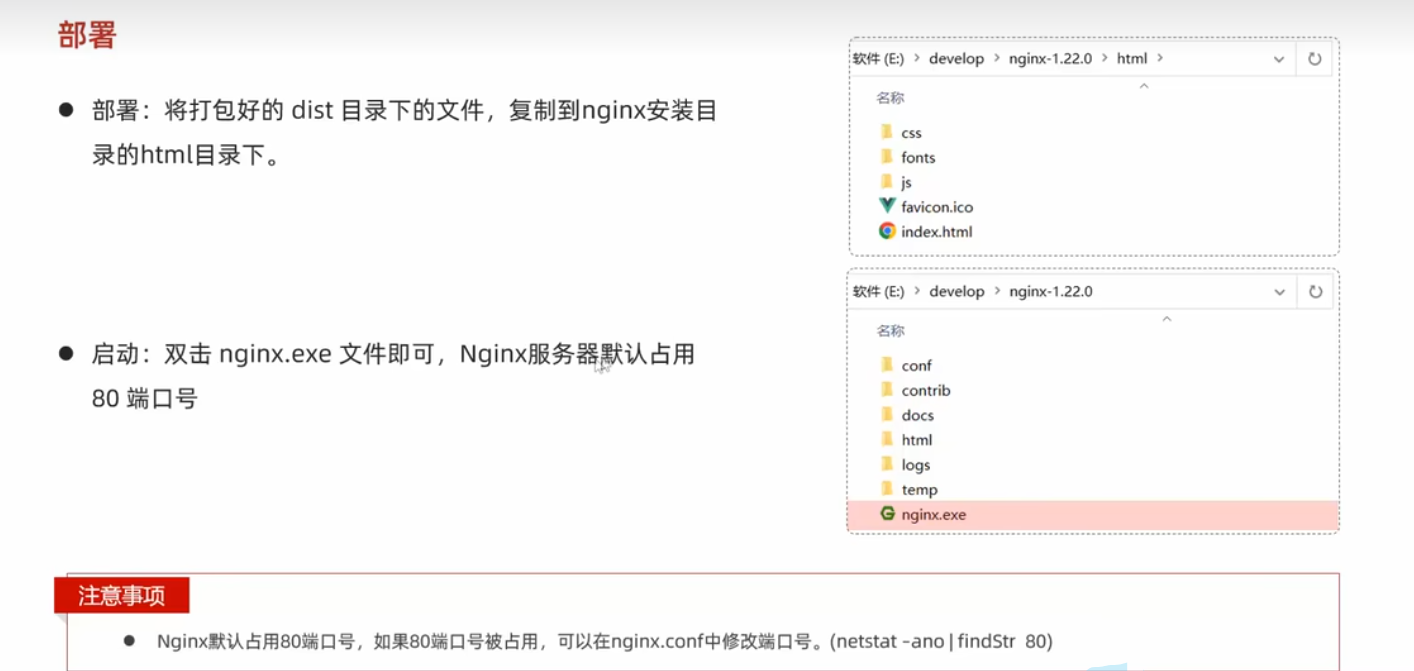 部署
● 部署：将打包好的 dist 目录下的文件，复制到nginx安装目
录的html目录下。
软件 (E:) > develop > nginx-1.22.0 > html >
名称
css
fonts
js
favicon.ico
index.html
● 启动：双击 nginx.exe 文件即可，Nginx服务器默认占用
80 端口号
软件 (E:) > develop > nginx-1.22.0
名称
conf
contrib
docs
html
logs
temp
nginx.exe
注意事项
● Nginx默认占用80端口号，如果80端口号被占用，可以在nginx.conf中修改端口号。(netstat –ano | findStr 80)